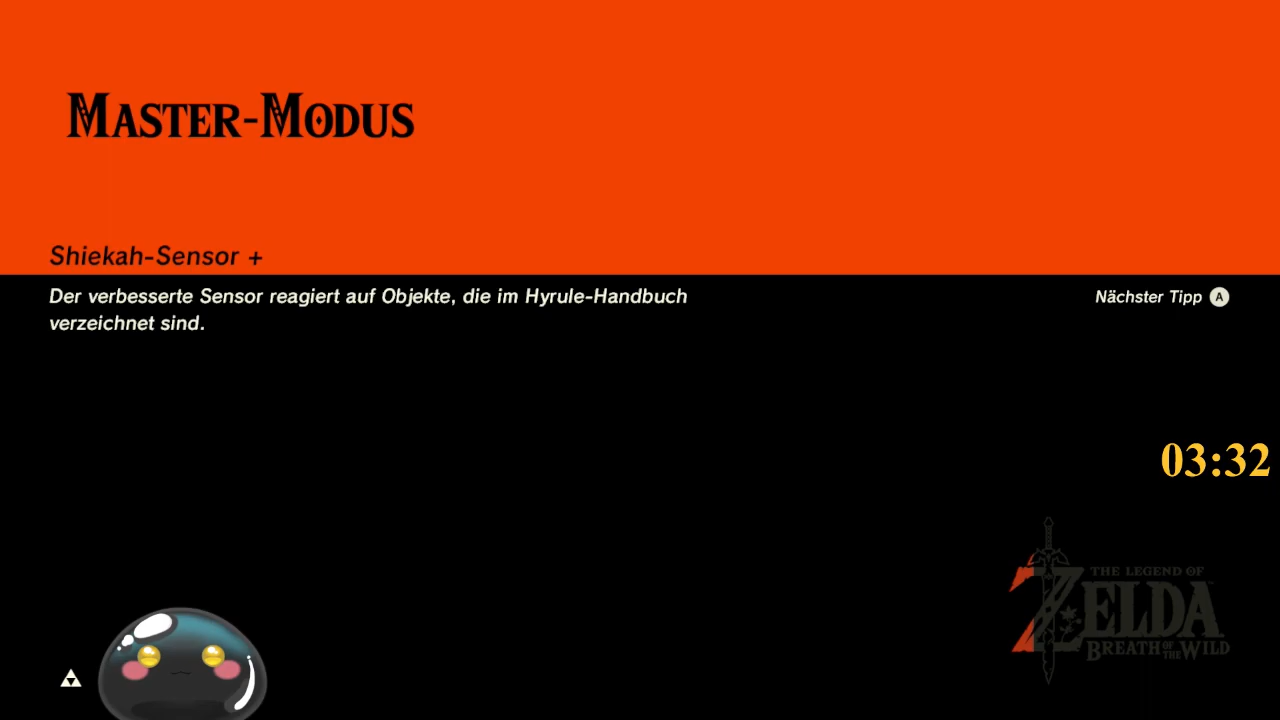 MASTER-MODUS
Shiekah-Sensor +
Der verbesserte Sensor reagiert auf Objekte, die im Hyrule-Handbuch
verzeichnet sind.
Nächster Tipp A
03:32
THE LEGEND OF
ZELDA
BREATH OF THE WILD